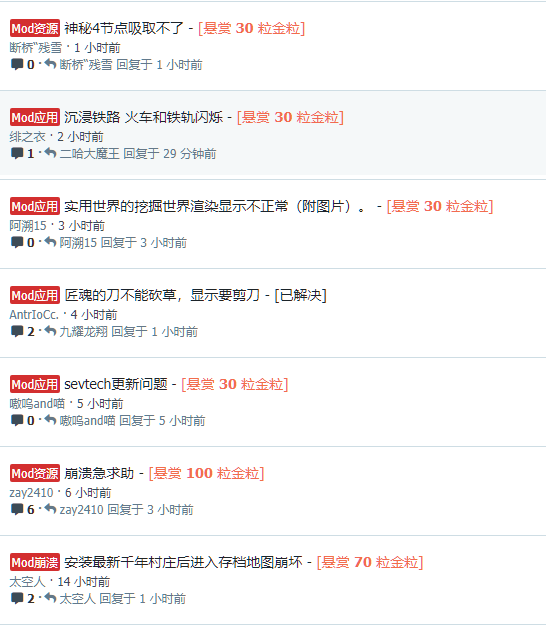 Mod资源 神秘4节点吸取不了 - [悬赏 30 粒金粒]
断桥“残雪 · 1 小时前
0 · 断桥“残雪 回复于 1 小时前
Mod应用 沉浸铁路 火车和铁轨闪烁 - [悬赏 30 粒金粒]
绯之衣 · 2 小时前
1 · 二哈大魔王 回复于 29 分钟前
Mod应用 实用世界的挖掘世界渲染显示不正常（附图片）。 - [悬赏 30 粒金粒]
阿溯15 · 3 小时前
0 · 阿溯15 回复于 3 小时前
Mod应用 匠魂的刀不能砍草，显示要剪刀 - [已解决]
AntrIoCc. · 4 小时前
2 · 九耀龙翔 回复于 1 小时前
Mod应用 sevtech更新问题 - [悬赏 30 粒金粒]
嗷呜and喵 · 5 小时前
0 · 嗷呜and喵 回复于 5 小时前
Mod资源 崩溃急求助 - [悬赏 100 粒金粒]
zay2410 · 6 小时前
6 · zay2410 回复于 3 小时前
Mod崩溃 安装最新千年村庄后进入存档地图崩坏 - [悬赏 70 粒金粒]
太空人 · 14 小时前
2 · 太空人 回复于 1 小时前